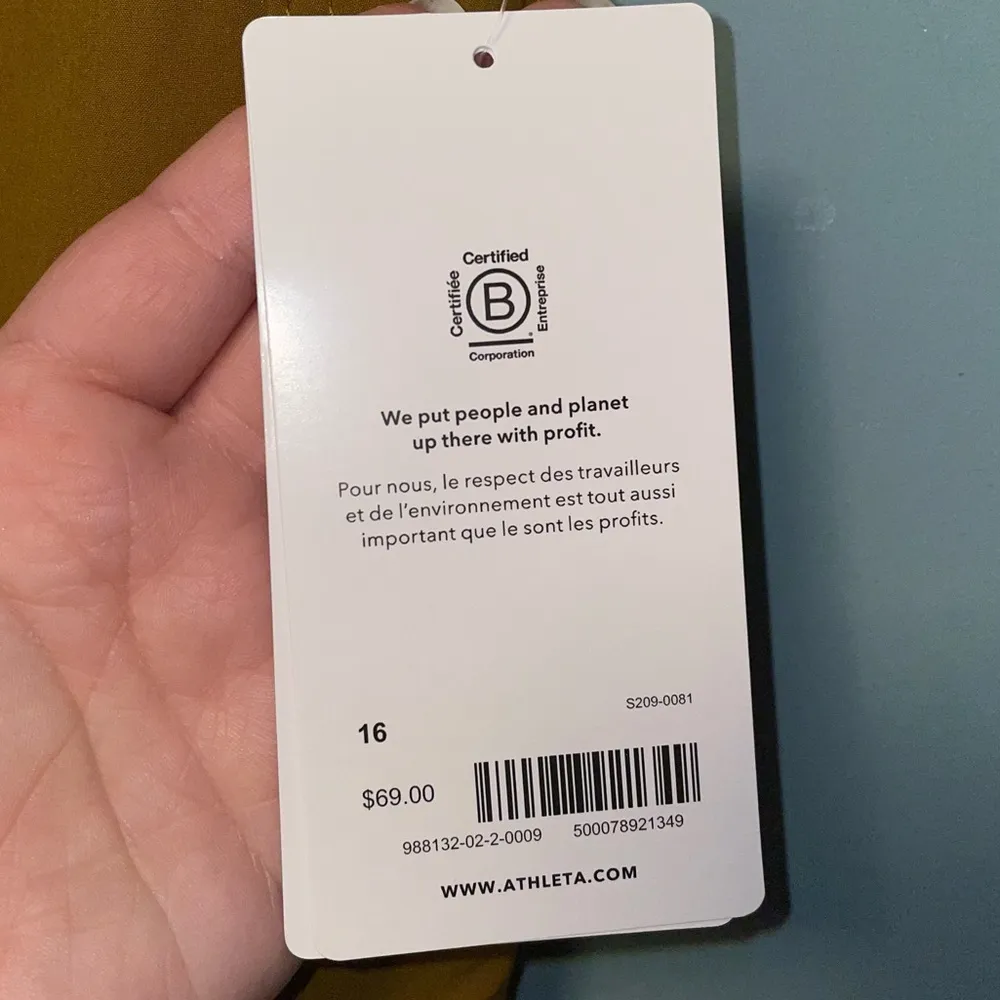 Certified
Certifiée
B
Entreprise
Corporation
We put people and planet
up there with profit.
Pour nous, le respect des travailleurs
et de l'environnement est tout aussi
important que le sont les profits.
S209-0081
16
$69.00
988132-02-2-0009 500078921349
WWW.ATHLETA.COM